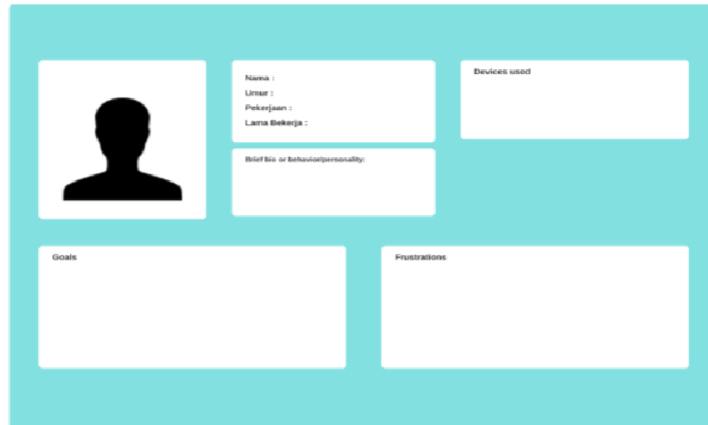 Nama :
Umur :
Pekerjaan :
Lama Bekerja :
Devices used
Brief bio or behavior/personality:
Goals
Frustrations